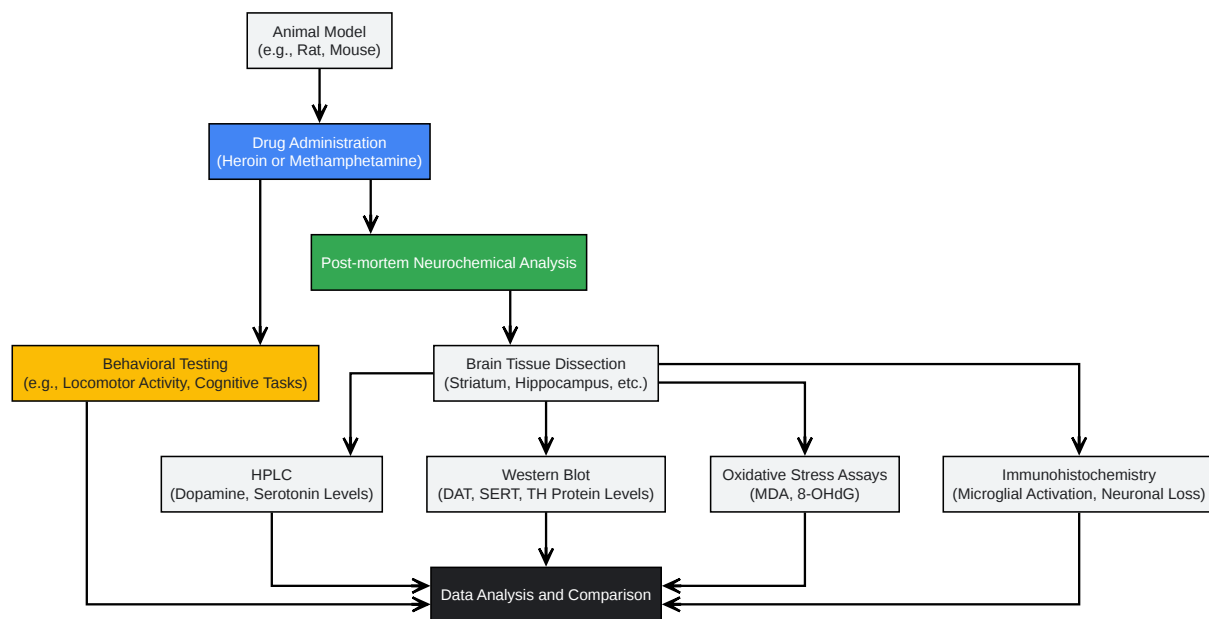 Animal Model
(e.g., Rat, Mouse)
Drug Administration
(Heroin or Methamphetamine)
Post-mortem Neurochemical Analysis
Behavioral Testing
(e.g., Locomotor Activity, Cognitive Tasks)
Brain Tissue Dissection
(Striatum, Hippocampus, etc.)
HPLC
(Dopamine, Serotonin Levels)
Western Blot
(DAT, SERT, TH Protein Levels)
Oxidative Stress Assays
(MDA, 8-OHdG)
Immunohistochemistry
(Microglial Activation, Neuronal Loss)
Data Analysis and Comparison